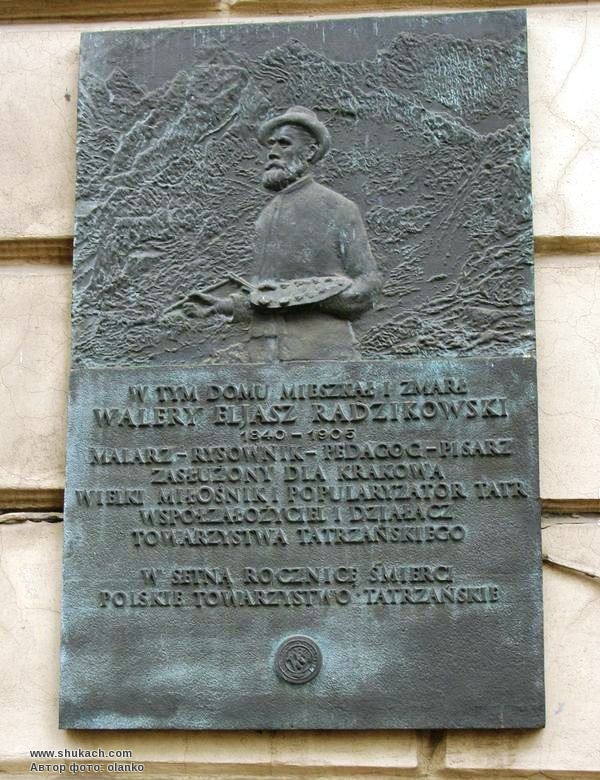 W TYM DOMU MIESZKAŁ I ZMARŁ
WALERY ELJASZ RADZIKOWSKI
1840-1905
MALARZ-RYSOWNIK-PEDAGOG-PISARZ
ZASŁUŻONY DLA KRAKOWA
WIELKI MIŁOŚNIK I POPULARYZATOR TATR
WSPÓŁZAŁOŻYCIEL I DZIAŁACZ
TOWARZYSTWA TATRZAŃSKIEGO
W SETNĄ ROCZNICĘ ŚMIERCI
POLSKIE TOWARZYSTWO TATRZAŃSKIE
www.shukach.com
Автор фото: olanko